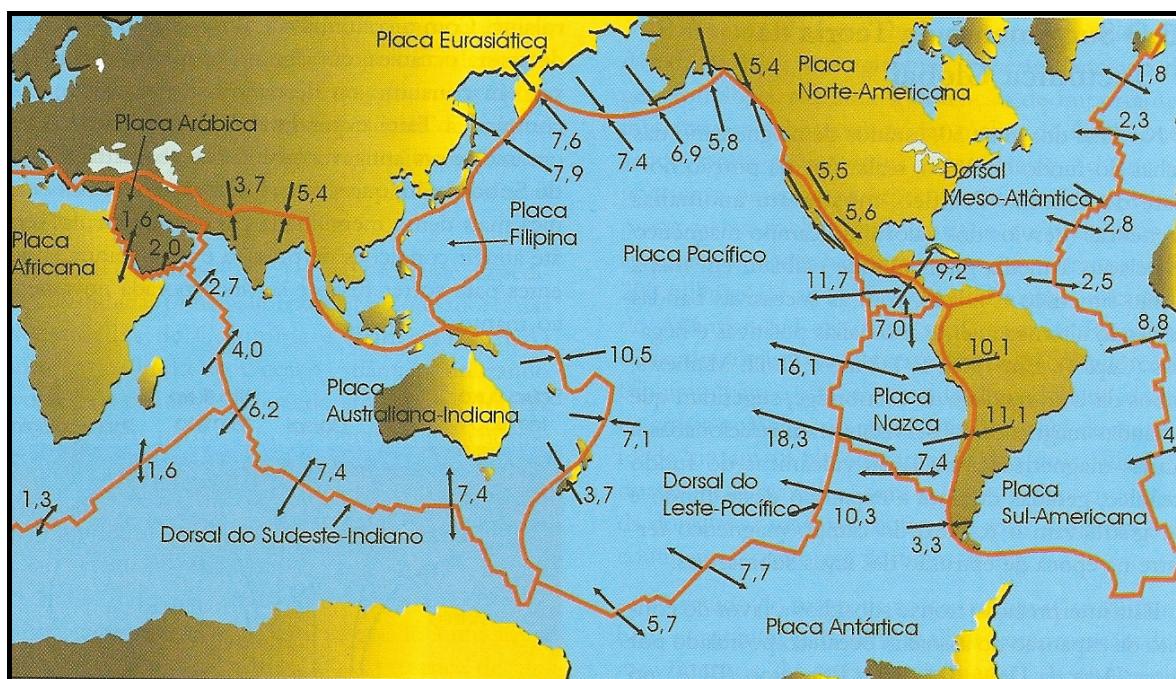 Placa Eurasiática
5,4
Placa
Norte-Americana
1,8
2,3
Placa Arábica
7,6
7,4
6,9
5,8
7,9
3,7
5,4
5,5
5,6
Dorsal
Meso-Atlântica
2,8
Placa
Africana
1,6
2,0
Placa
Filipina
Placa Pacífico
2,7
11,7
9,2
2,5
7,0
8,8
4,0
10,5
16,1
10,1
Placa
Australiana-Indiana
6,2
7,1
Placa
Nazca
18,3
11,1
4
1,6
7,4
7,4
3,7
7,4
1,3
Dorsal do Sudeste-Indiano
Dorsal do
Leste-Pacífico
10,3
3,3
Placa
Sul-Americana
7,7
5,7
Placa Antártica